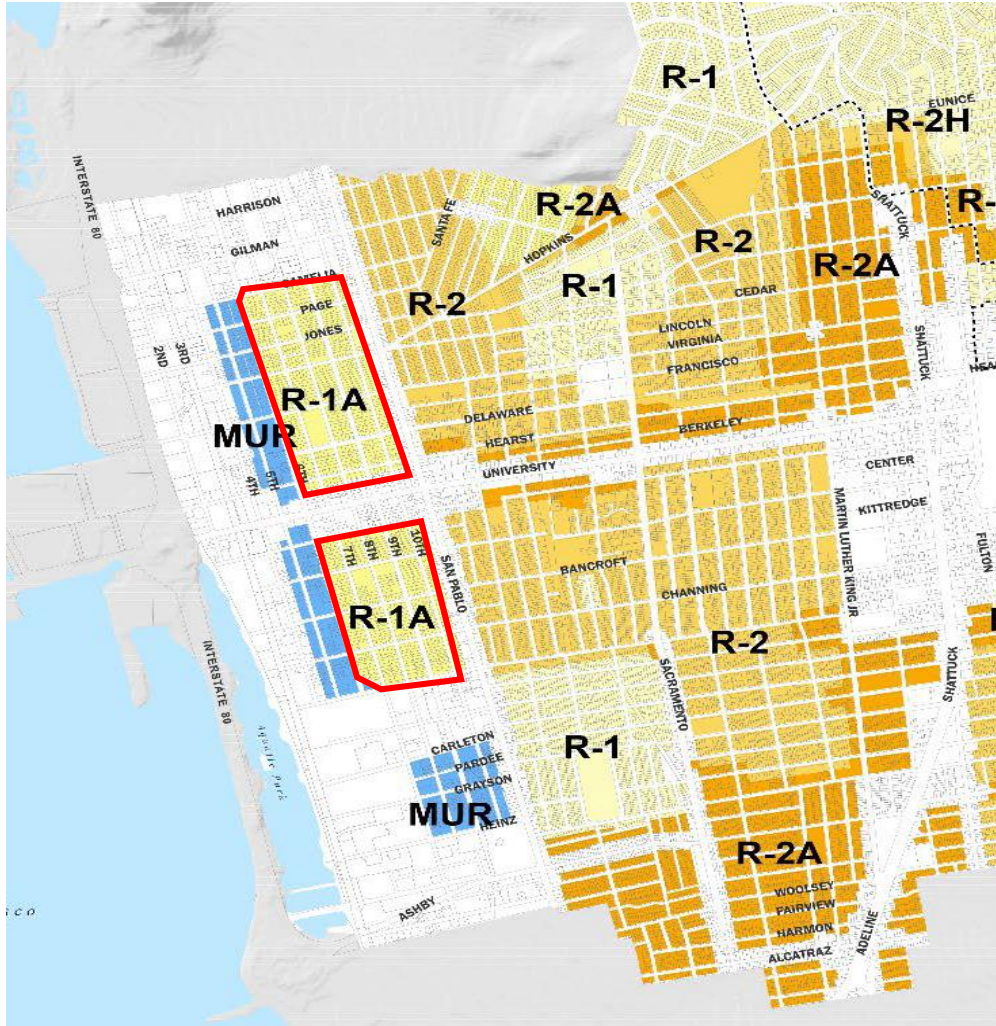 R-1
EUNICE
R-2H
INTERSTATE 80
HARRISON
SANTA FE
R-2A
SHATTUCK
GILMAN
HOPKINS
R-2
R-2A
PAGE
R-2
R-1
CEDAR
JONES
LINCOLN
VIRGINIA
2ND
3RD
FRANCISCO
SHATTUCK
R-1A
DELAWARE
MUR
HEARST
BERKELEY
4TH
5TH
UNIVERSITY
CENTER
KITTREDGE
7TH
8TH
9TH
10TH
SAN PABLO
BANCROFT
MARTIN LUTHER KING JR
FULTON
CHANNING
R-1A
R-2
INTERSTATE 80
SACRAMENTO
SHATTUCK
Aquatic Park
CARLETON
PARDEE
R-1
GRAYSON
MUR
HEINZ
R-2A
WOOLSEY
FAIRVIEW
ASHBY
HARMON
ADELINE
ALCATRAZ